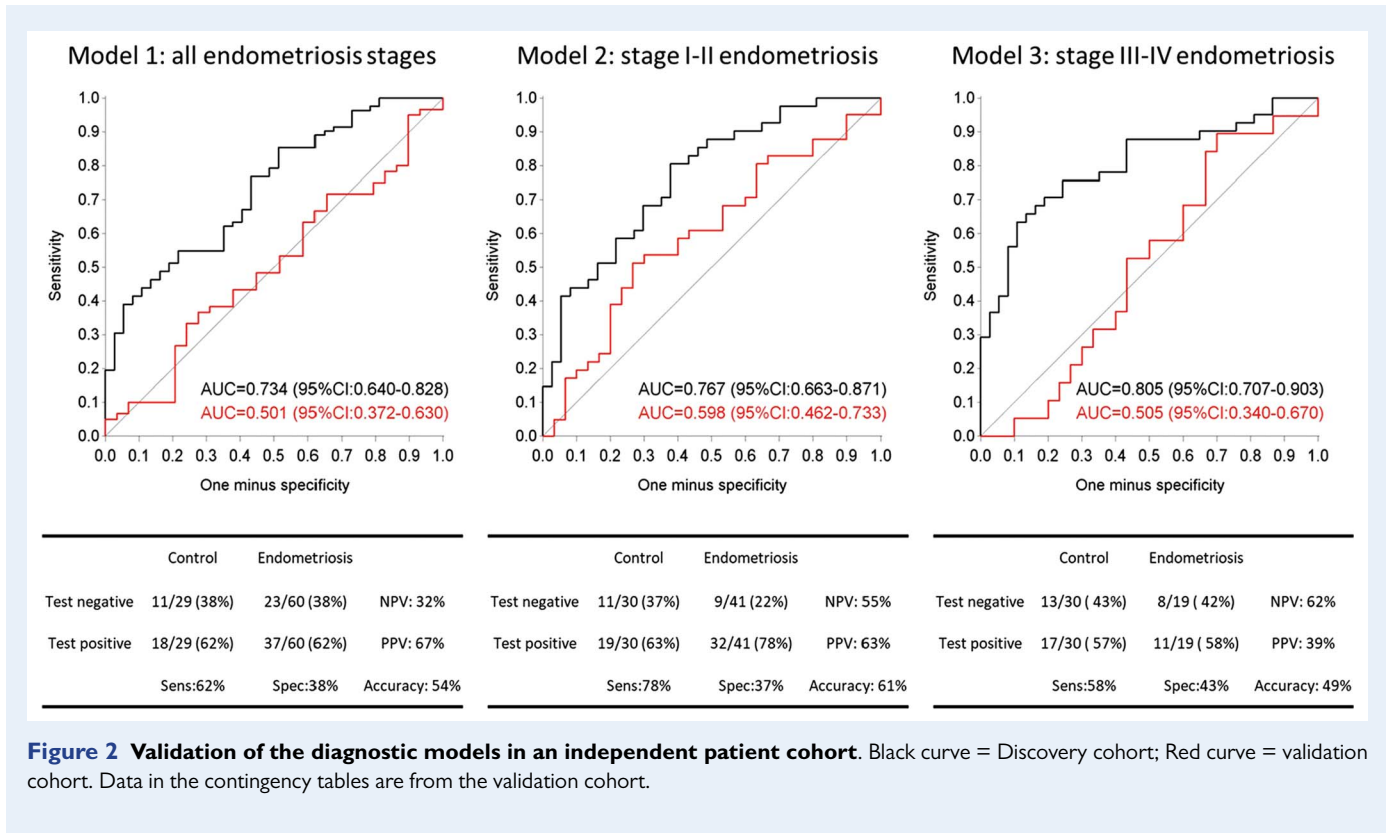 Model 1: all endometriosis stages
1.0
0.9
0.8
0.7
0.6
0.5
0.4
0.3
0.2
0.1
0.0
Sensitivity
AUC=0.734 (95%CI:0.640-0.828)
AUC=0.501 (95%CI:0.372-0.630)
0.0 0.1 0.2 0.3 0.4 0.5 0.6 0.7 0.8 0.9 1.0
One minus specificity
Model 2: stage I-II endometriosis
1.0
0.9
0.8
0.7
0.6
0.5
0.4
0.3
0.2
0.1
0.0
Sensitivity
AUC=0.767 (95%CI:0.663-0.871)
AUC=0.598 (95%CI:0.462-0.733)
0.0 0.1 0.2 0.3 0.4 0.5 0.6 0.7 0.8 0.9 1.0
One minus specificity
Model 3: stage III-IV endometriosis
1.0
0.9
0.8
0.7
0.6
0.5
0.4
0.3
0.2
0.1
0.0
Sensitivity
AUC=0.805 (95%CI:0.707-0.903)
AUC=0.505 (95%CI:0.340-0.670)
0.0 0.1 0.2 0.3 0.4 0.5 0.6 0.7 0.8 0.9 1.0
One minus specificity
Control Endometriosis
Test negative 11/29 (38%) 23/60 (38%) NPV: 32%
Test positive 18/29 (62%) 37/60 (62%) PPV: 67%
Sens:62% Spec:38% Accuracy: 54%
Control Endometriosis
Test negative 11/30 (37%) 9/41 (22%) NPV: 55%
Test positive 19/30 (63%) 32/41 (78%) PPV: 63%
Sens:78% Spec:37% Accuracy: 61%
Control Endometriosis
Test negative 13/30 ( 43%) 8/19 ( 42%) NPV: 62%
Test positive 17/30 ( 57%) 11/19 ( 58%) PPV: 39%
Sens:58% Spec:43% Accuracy: 49%
Figure 2 Validation of the diagnostic models in an independent patient cohort. Black curve = Discovery cohort; Red curve = validation
cohort. Data in the contingency tables are from the validation cohort.